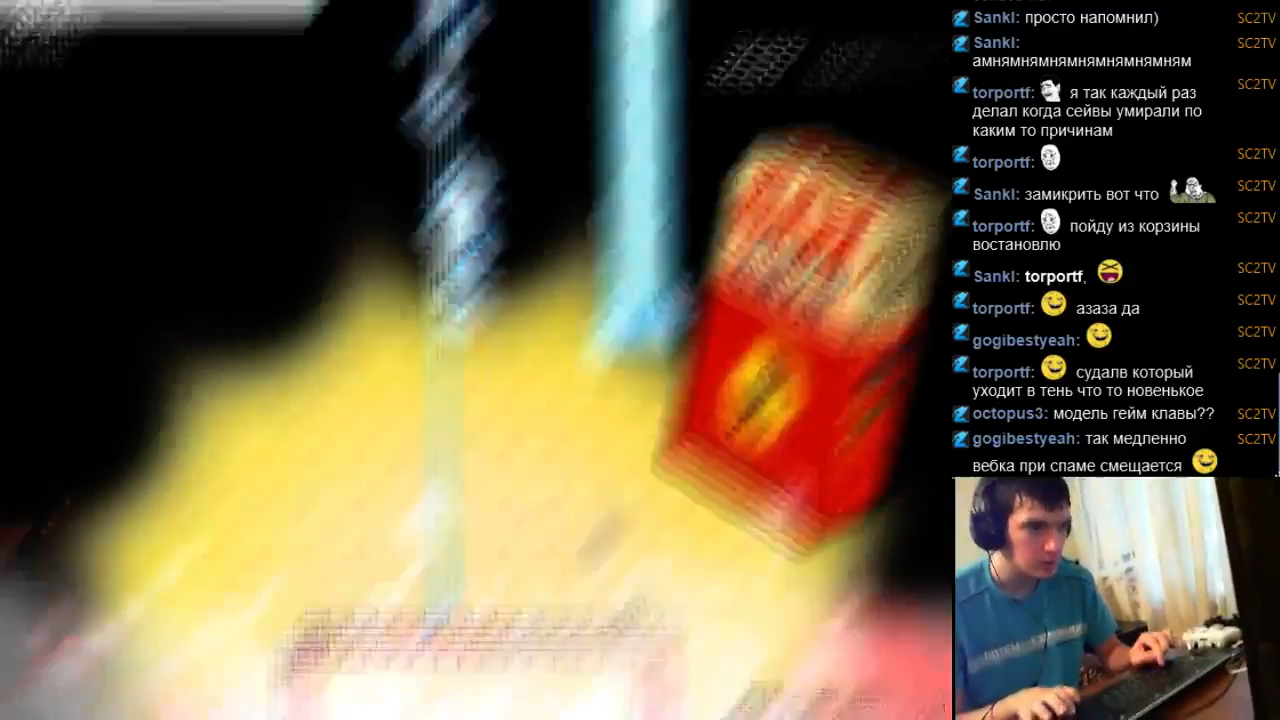 Sankl: просто напомнил) SC2TV
Sankl: SC2TV
амнямнямнямнямнямнямням
torportf: я так каждый раз SC2TV
делал когда сейвы умирали по
каким то причинам
torportf: SC2TV
Sankl: замикрить вот что SC2TV
torportf: пойду из корзины SC2TV
востановлю
Sankl: torportf, SC2TV
torportf: азаза да SC2TV
gogibestyeah: SC2TV
torportf: судалв который SC2TV
уходит в тень что то новенькое
octopus3: модель гейм клавы?? SC2TV
gogibestyeah: так медленно SC2TV
вебка при спаме смещается